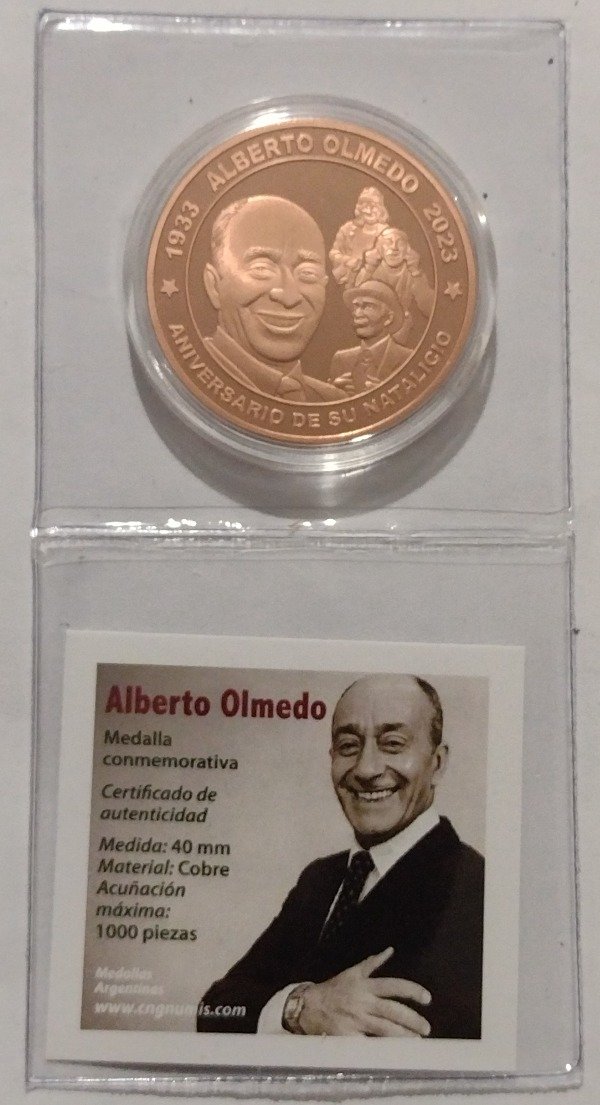 1933 ALBERTO OLMEDO 2023
ANIVERSARIO DE SU NATALICIO
Alberto Olmedo
Medalla
conmemorativa
Certificado de
autenticidad
Medida: 40 mm
Material: Cobre
Acuñación
máxima:
1000 piezas
Medallas
Argentinas
www.cngnumis.com